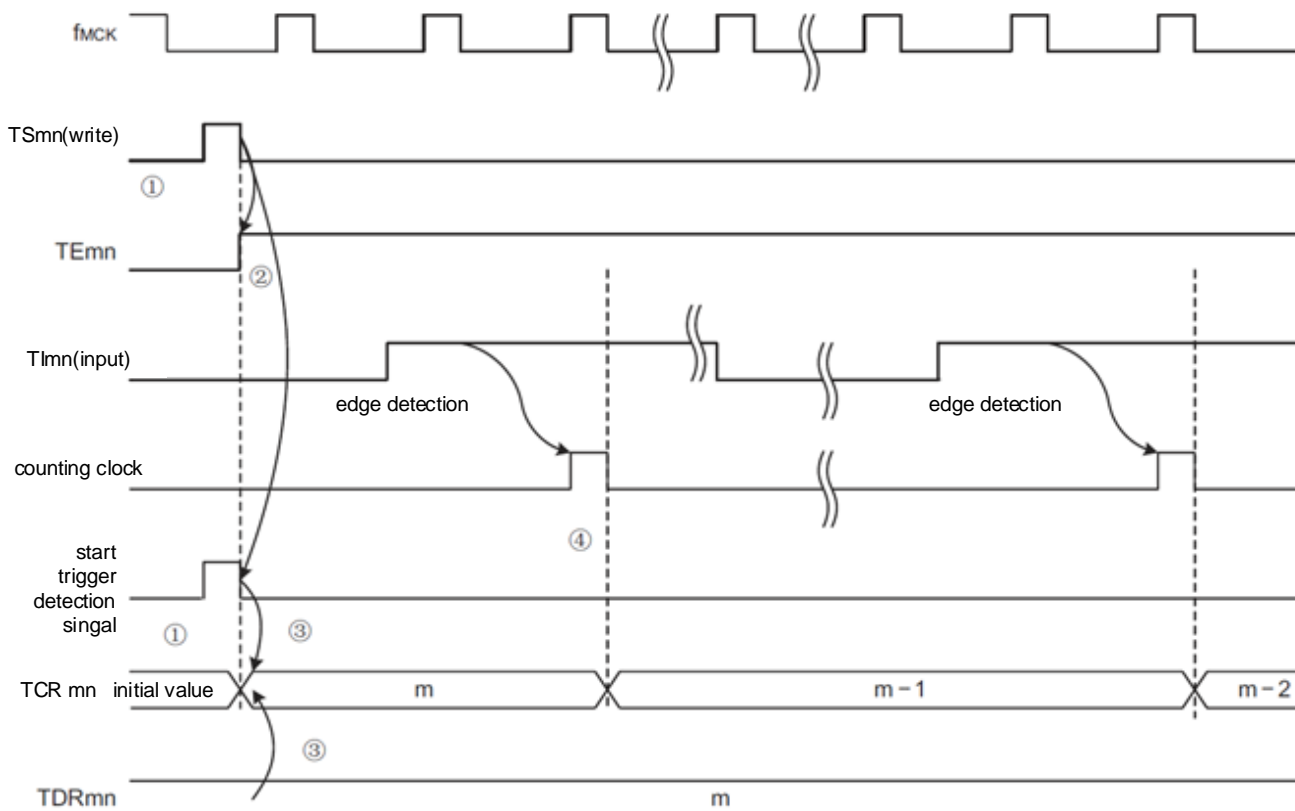 fMCK
TSmn(write)
①
TEmn
②
TImn(input)
edge detection
edge detection
counting clock
④
start
trigger
detection
singal
①
③
TCR mn initial value
m
m − 1
m − 2
③
TDRmn
m